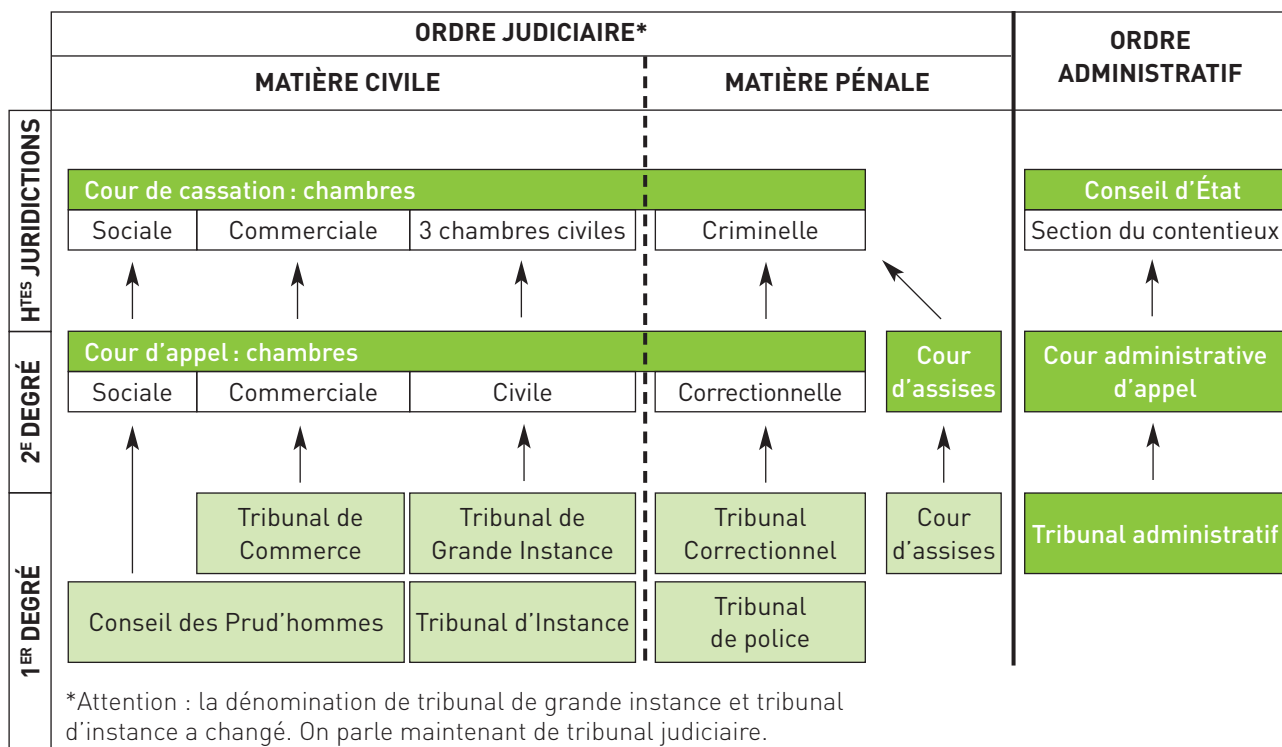 ORDRE JUDICIAIRE*
ORDRE
ADMINISTRATIF
MATIÈRE CIVILE
MATIÈRE PÉNALE
HTES JURIDICTIONS
Cour de cassation : chambres
Conseil d'État
Sociale
Commerciale
3 chambres civiles
Criminelle
Section du contentieux
2E DEGRÉ
Cour d'appel : chambres
Cour
d'assises
Cour administrative
d'appel
Sociale
Commerciale
Civile
Correctionnelle
1ER DEGRÉ
Tribunal de
Commerce
Tribunal de
Grande Instance
Tribunal
Correctionnel
Cour
d'assises
Tribunal administratif
Conseil des Prud'hommes
Tribunal d'Instance
Tribunal
de police
*Attention : la dénomination de tribunal de grande instance et tribunal
d'instance a changé. On parle maintenant de tribunal judiciaire.